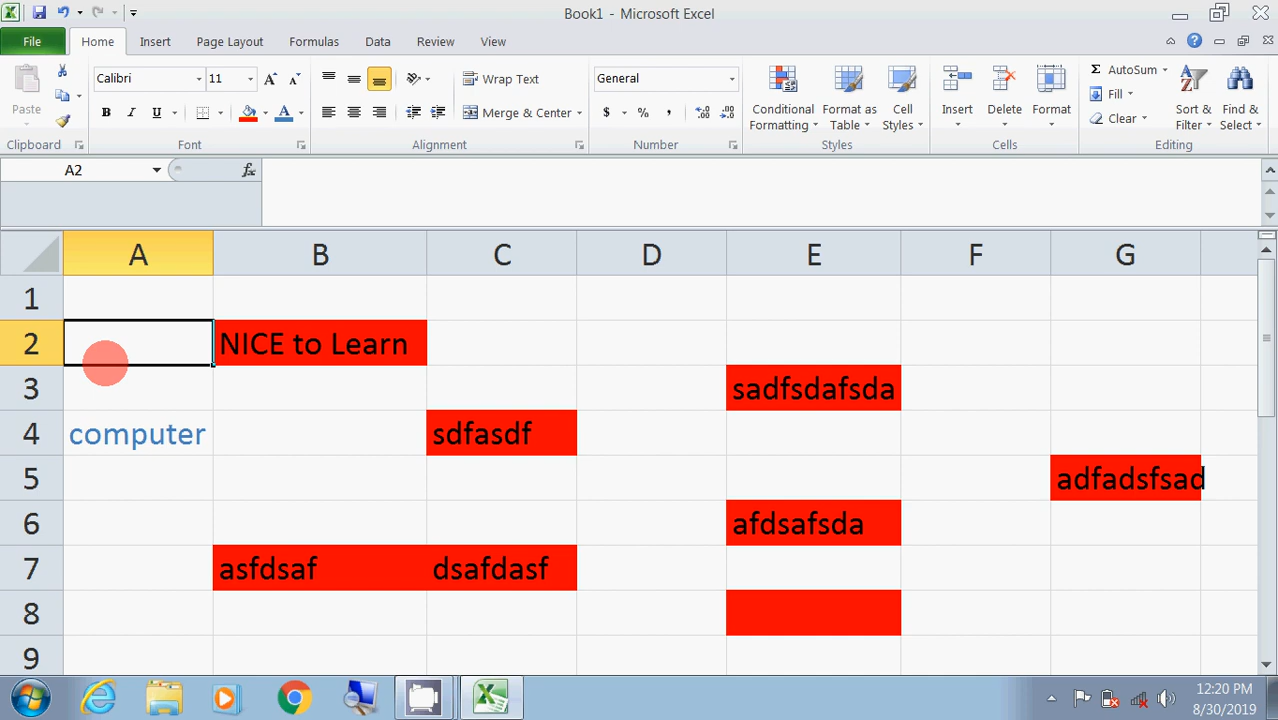 Book1 - Microsoft Excel
File Home Insert Page Layout Formulas Data Review View
Calibri 11 Wrap Text General AutoSum
Paste B I U Merge & Center $ % , Conditional Formatting Format as Table Cell Styles Insert Delete Format Fill Clear Sort & Filter Find & Select
Clipboard Font Alignment Number Styles Cells Editing
A2 fx
A B C D E F G
1
2 NICE to Learn
3 sadfsdafsda
4 computer sdfasdf
5 adfadsfsad
6 afdsafsda
7 asfdsaf dsafdasf
8
9
12:20 PM
8/30/2019